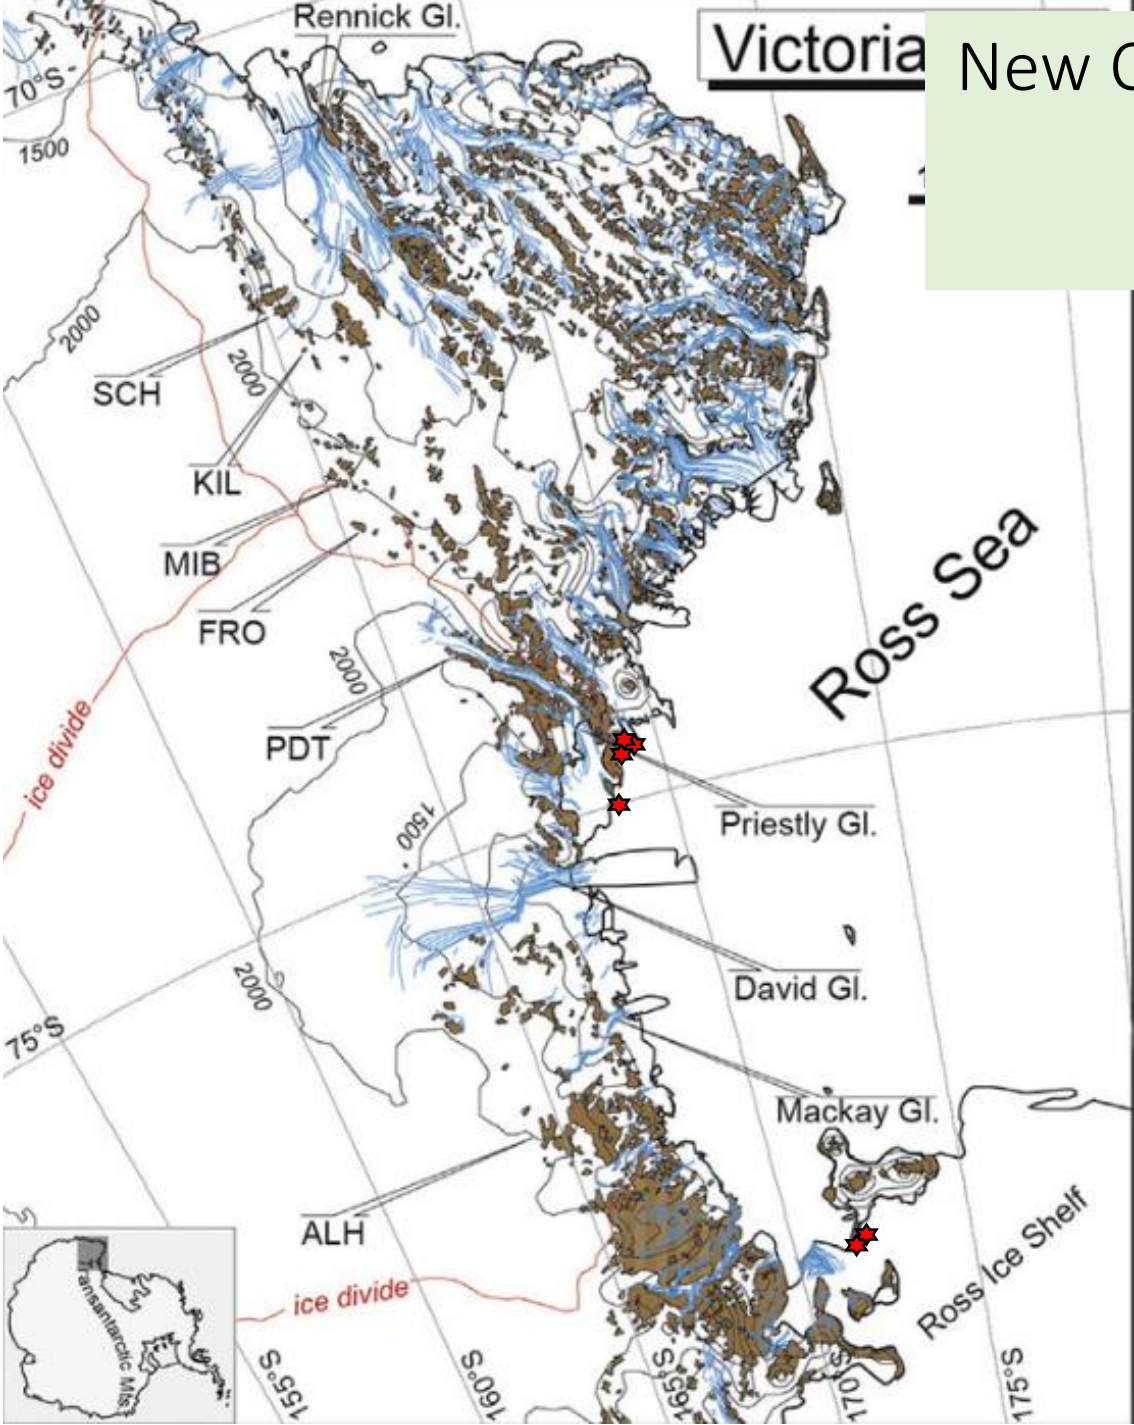 Rennick Gl.
Victoria
New
70°S
1500
2000
SCH
2000
KIL
MIB
FRO
Ross Sea
2000
PDT
ice divide
Priestly Gl.
1500
David Gl.
2000
75°S
Mackay Gl.
ALH
Ross Ice Shelf
ice divide
ansantarctic Mts.
155°S
160°S
165°S
170°S
175°S